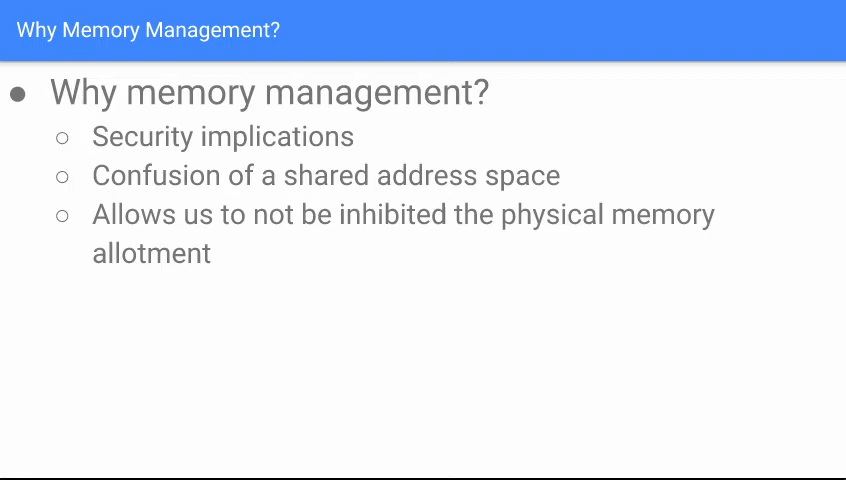 Why Memory Management?
● Why memory management?
○ Security implications
○ Confusion of a shared address space
○ Allows us to not be inhibited the physical memory
allotment